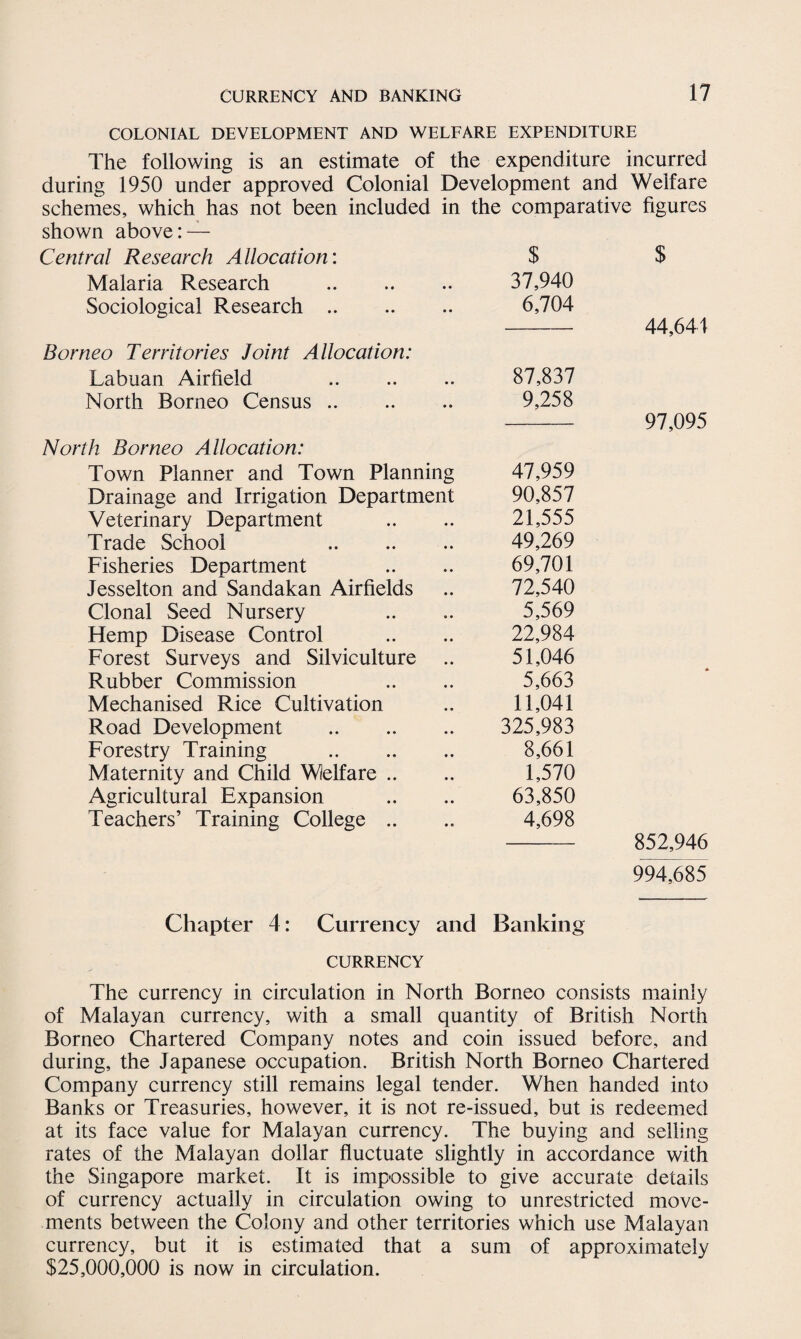 CURRENCY AND BANKING 17
COLONIAL DEVELOPMENT AND WELFARE EXPENDITURE
The following is an estimate of the expenditure incurred
during 1950 under approved Colonial Development and Welfare
schemes, which has not been included in the comparative figures
shown above: —
Central Research Allocation: $ $
Malaria Research .. .. .. 37,940
Sociological Research .. .. .. 6,704
44,644
Borneo Territories Joint Allocation:
Labuan Airfield .. .. .. 87,837
North Borneo Census .. .. .. 9,258
97,095
North Borneo Allocation:
Town Planner and Town Planning 47,959
Drainage and Irrigation Department 90,857
Veterinary Department .. .. 21,555
Trade School .. .. .. 49,269
Fisheries Department .. .. 69,701
Jesselton and Sandakan Airfields .. 72,540
Clonal Seed Nursery .. .. 5,569
Hemp Disease Control .. .. 22,984
Forest Surveys and Silviculture .. 51,046
Rubber Commission .. .. 5,663
Mechanised Rice Cultivation .. 11,041
Road Development .. .. .. 325,983
Forestry Training .. .. .. 8,661
Maternity and Child Welfare .. .. 1,570
Agricultural Expansion .. .. 63,850
Teachers' Training College .. .. 4,698
852,946
994,685
Chapter 4: Currency and Banking
CURRENCY
The currency in circulation in North Borneo consists mainly
of Malayan currency, with a small quantity of British North
Borneo Chartered Company notes and coin issued before, and
during, the Japanese occupation. British North Borneo Chartered
Company currency still remains legal tender. When handed into
Banks or Treasuries, however, it is not re-issued, but is redeemed
at its face value for Malayan currency. The buying and selling
rates of the Malayan dollar fluctuate slightly in accordance with
the Singapore market. It is impossible to give accurate details
of currency actually in circulation owing to unrestricted move-
ments between the Colony and other territories which use Malayan
currency, but it is estimated that a sum of approximately
$25,000,000 is now in circulation.